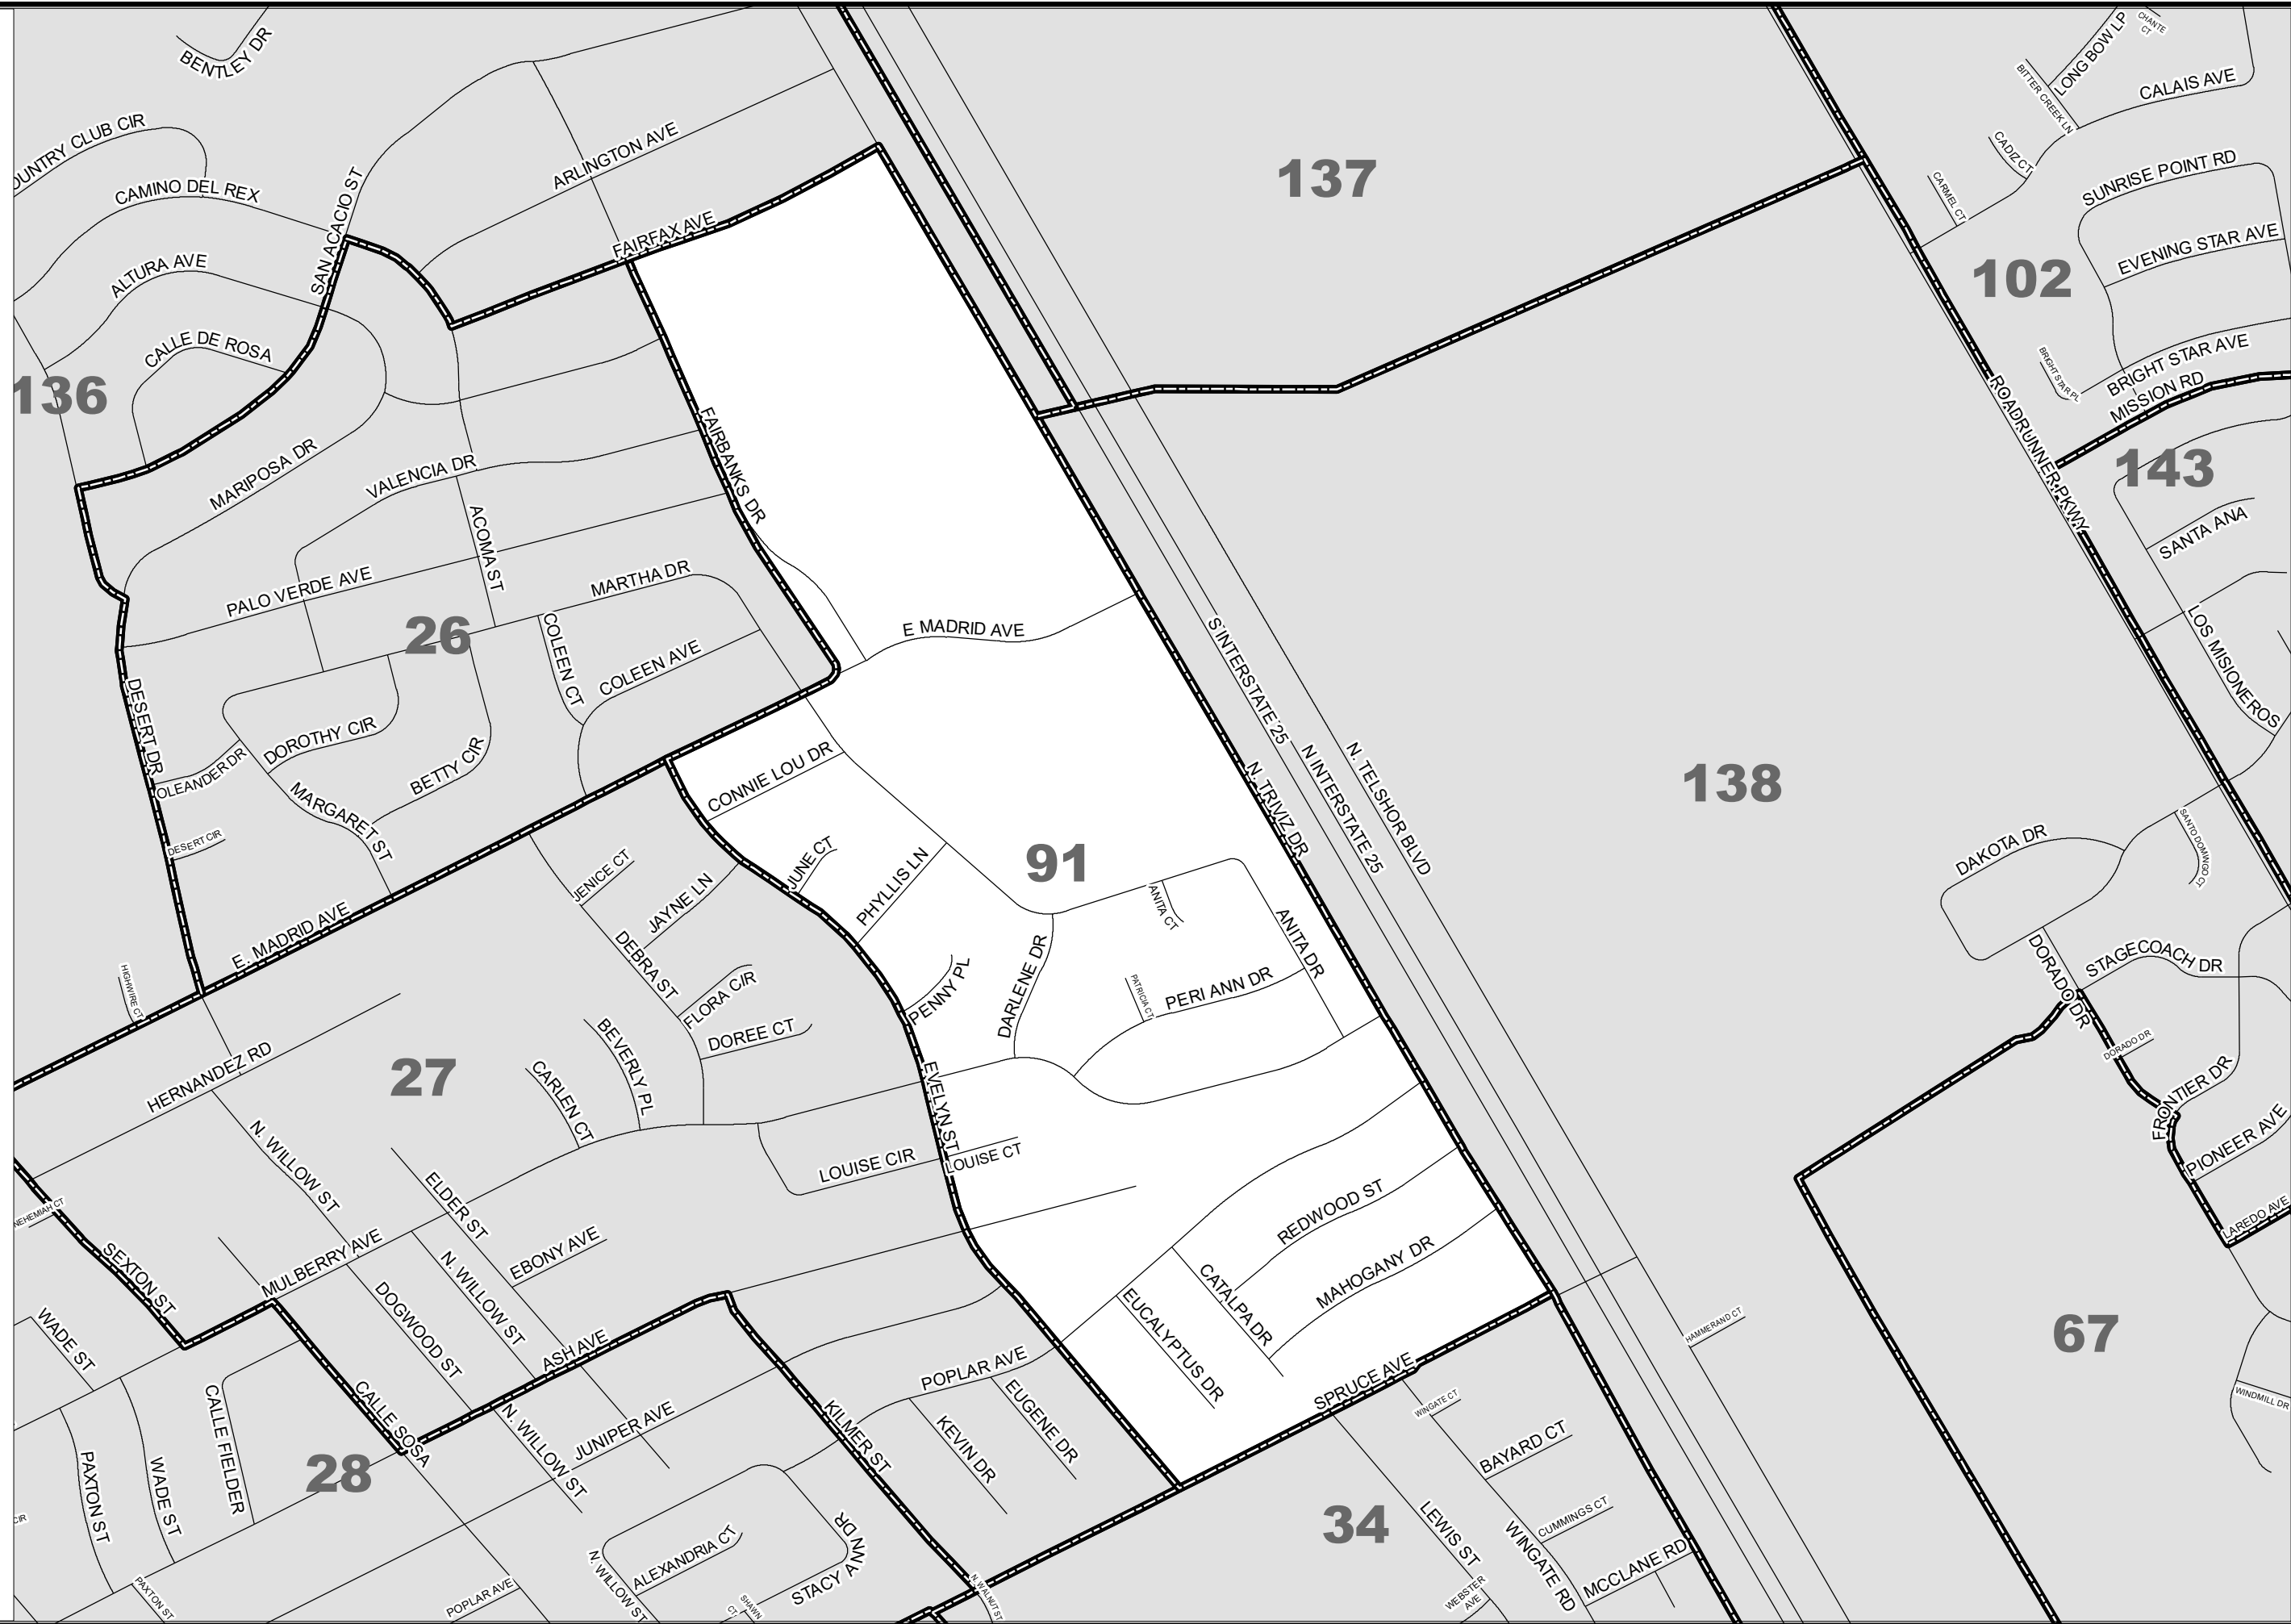 BENTLEY DR
LONG BOW LP
CHANTE
CT
BITTER CREEK LN
CALAIS AVE
OUNTRY CLUB CIR
ARLINGTON AVE
CADIZ CT
CAMINO DEL REX
SAN ACACIO ST
137
SUNRISE POINT RD
CARMEL CT
FAIRFAX AVE
ALTURA AVE
EVENING STAR AVE
102
CALLE DE ROSA
BRIGHT STAR AVE
BRIGHT STAR PL
136
MISSION RD
ROADRUNNER PKWY
FAIRBANKS DR
MARIPOSA DR
VALENCIA DR
143
ACOMA ST
SANTA ANA
PALO VERDE AVE
MARTHA DR
26
COLEEN CT
E MADRID AVE
COLEEN AVE
LOS MISIONEROS
S INTERSTATE 25
DESERT DR
DOROTHY CIR
BETTY CIR
OLEANDER DR
CONNIE LOU DR
N INTERSTATE 25
N. TELSHOR BLVD
N. TRIVIZ DR
138
MARGARET ST
DESERT CIR
JUNE CT
JENICE CT
PHYLLIS LN
91
DAKOTA DR
SANTO DOMINGO CT
JAYNE LN
ANITA CT
ANITA DR
E. MADRID AVE
DEBRA ST
DARLENE DR
PENNY PL
HIGHWIRE CT
FLORA CIR
PATRICIA CT
PERI ANN DR
DORADO DR
STAGECOACH DR
DOREE CT
BEVERLY PL
DORADO DR
HERNANDEZ RD
27
CARLEN CT
EVELYN ST
FRONTIER DR
N. WILLOW ST
LOUISE CIR
LOUISE CT
PIONEER AVE
NEHEMIAH CT
ELDER ST
REDWOOD ST
LAREDO AVE
SEXTON ST
MULBERRY AVE
EBONY AVE
N. WILLOW ST
MAHOGANY DR
CATALPA DR
EUCALYPTUS DR
DOGWOOD ST
WADE ST
HAMMERAND CT
67
ASH AVE
POPLAR AVE
SPRUCE AVE
EUGENE DR
CALLE SOSA
CALLE FIELDER
WINDMILL DR
WINGATE CT
N. WILLOW ST
JUNIPER AVE
KILMER ST
KEVIN DR
BAYARD CT
28
PAXTON ST
WADE ST
34
LEWIS ST
CUMMINGS CT
WINGATE RD
CIR
STACY ANN DR
ALEXANDRIA CT
MCCLANE RD
N. WILLOW ST
PAXTON ST
POPLAR AVE
SHAWN
CT
N. WALNUT ST
WEBSTER
AVE